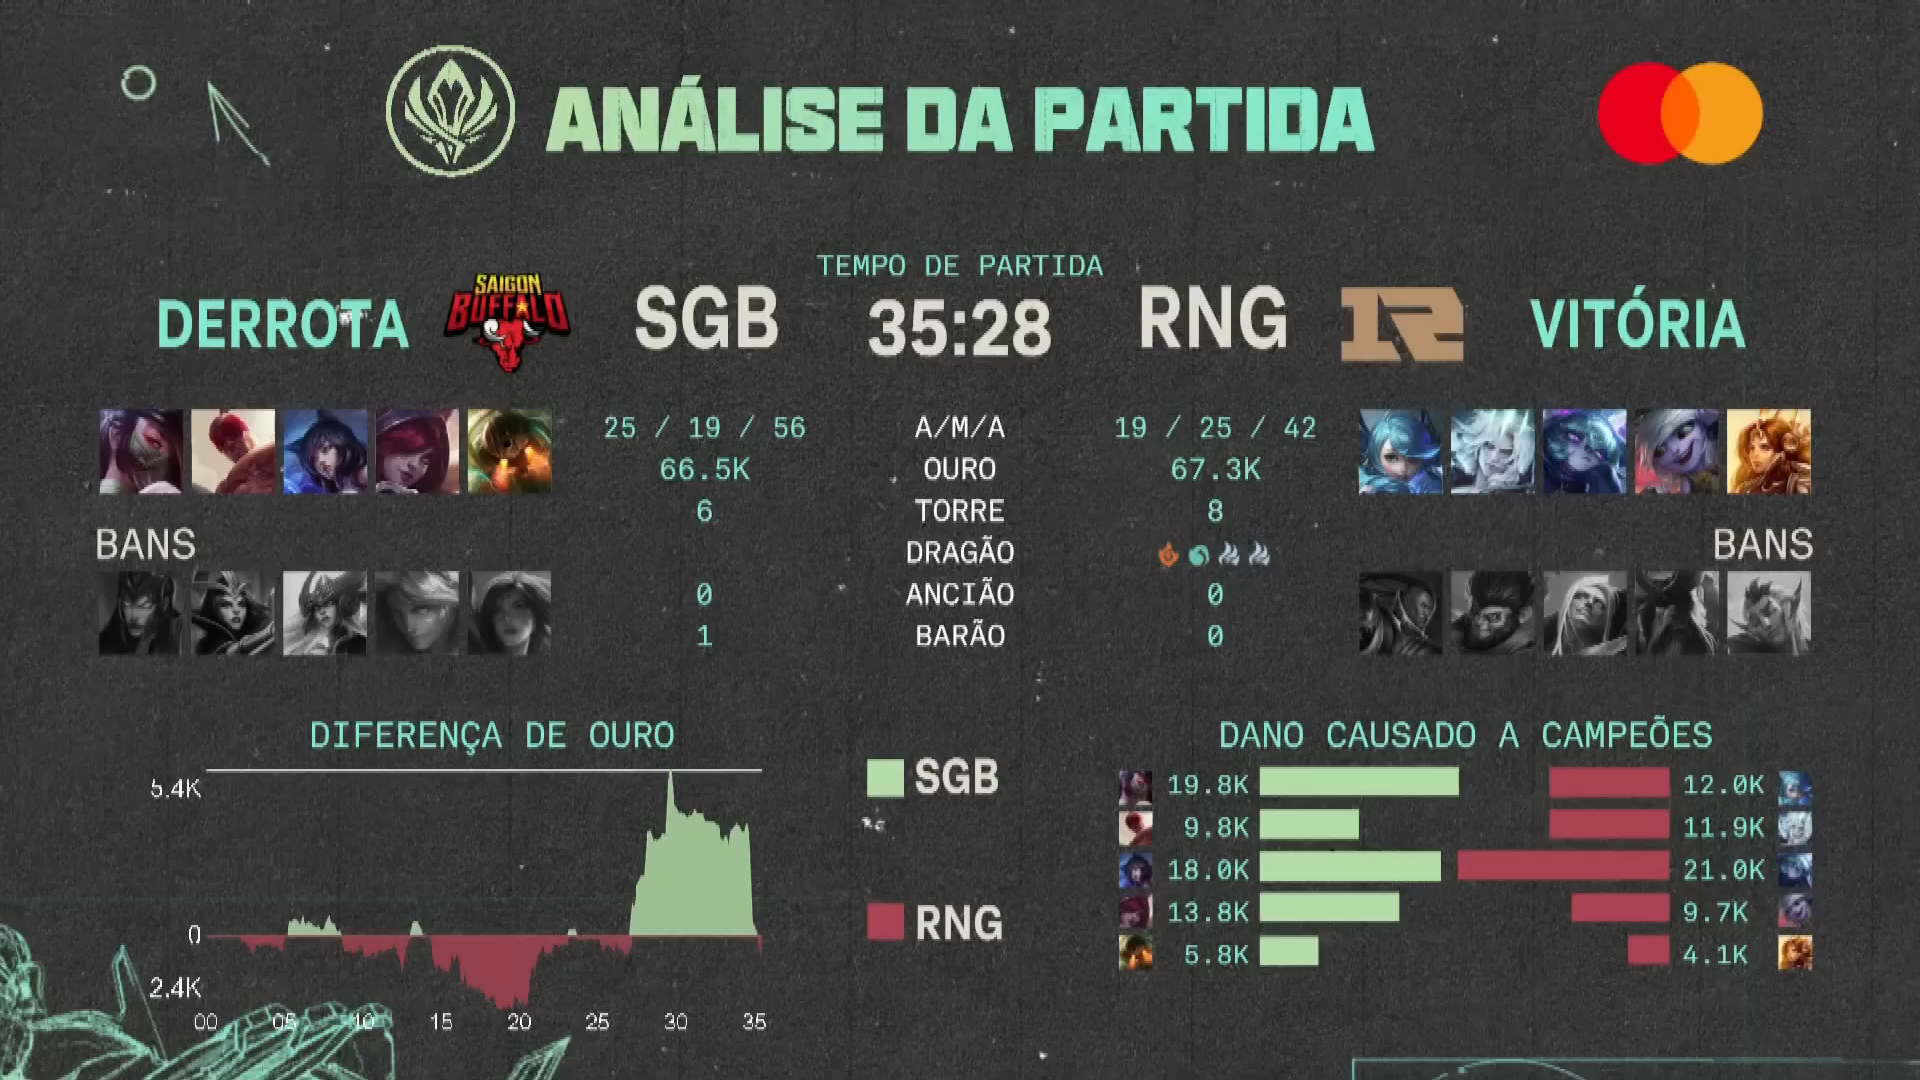 ANÁLISE DA PARTIDA
TEMPO DE PARTIDA
DERROTA
SAIGON
BUFFALO
SGB
35:28
RNG
R
VITÓRIA
25 / 19 / 56 A/M/A 19 / 25 / 42
66.5K OURO 67.3K
6 TORRE 8
BANS
DRAGÃO
BANS
0 ANCIÃO 0
1 BARÃO 0
DIFERENÇA DE OURO
5.4K
0
2.4K
00 05 10 15 20 25 30 35
SGB
RNG
DANO CAUSADO A CAMPEÕES
19.8K 12.0K
9.8K 11.9K
18.0K 21.0K
13.8K 9.7K
5.8K 4.1K